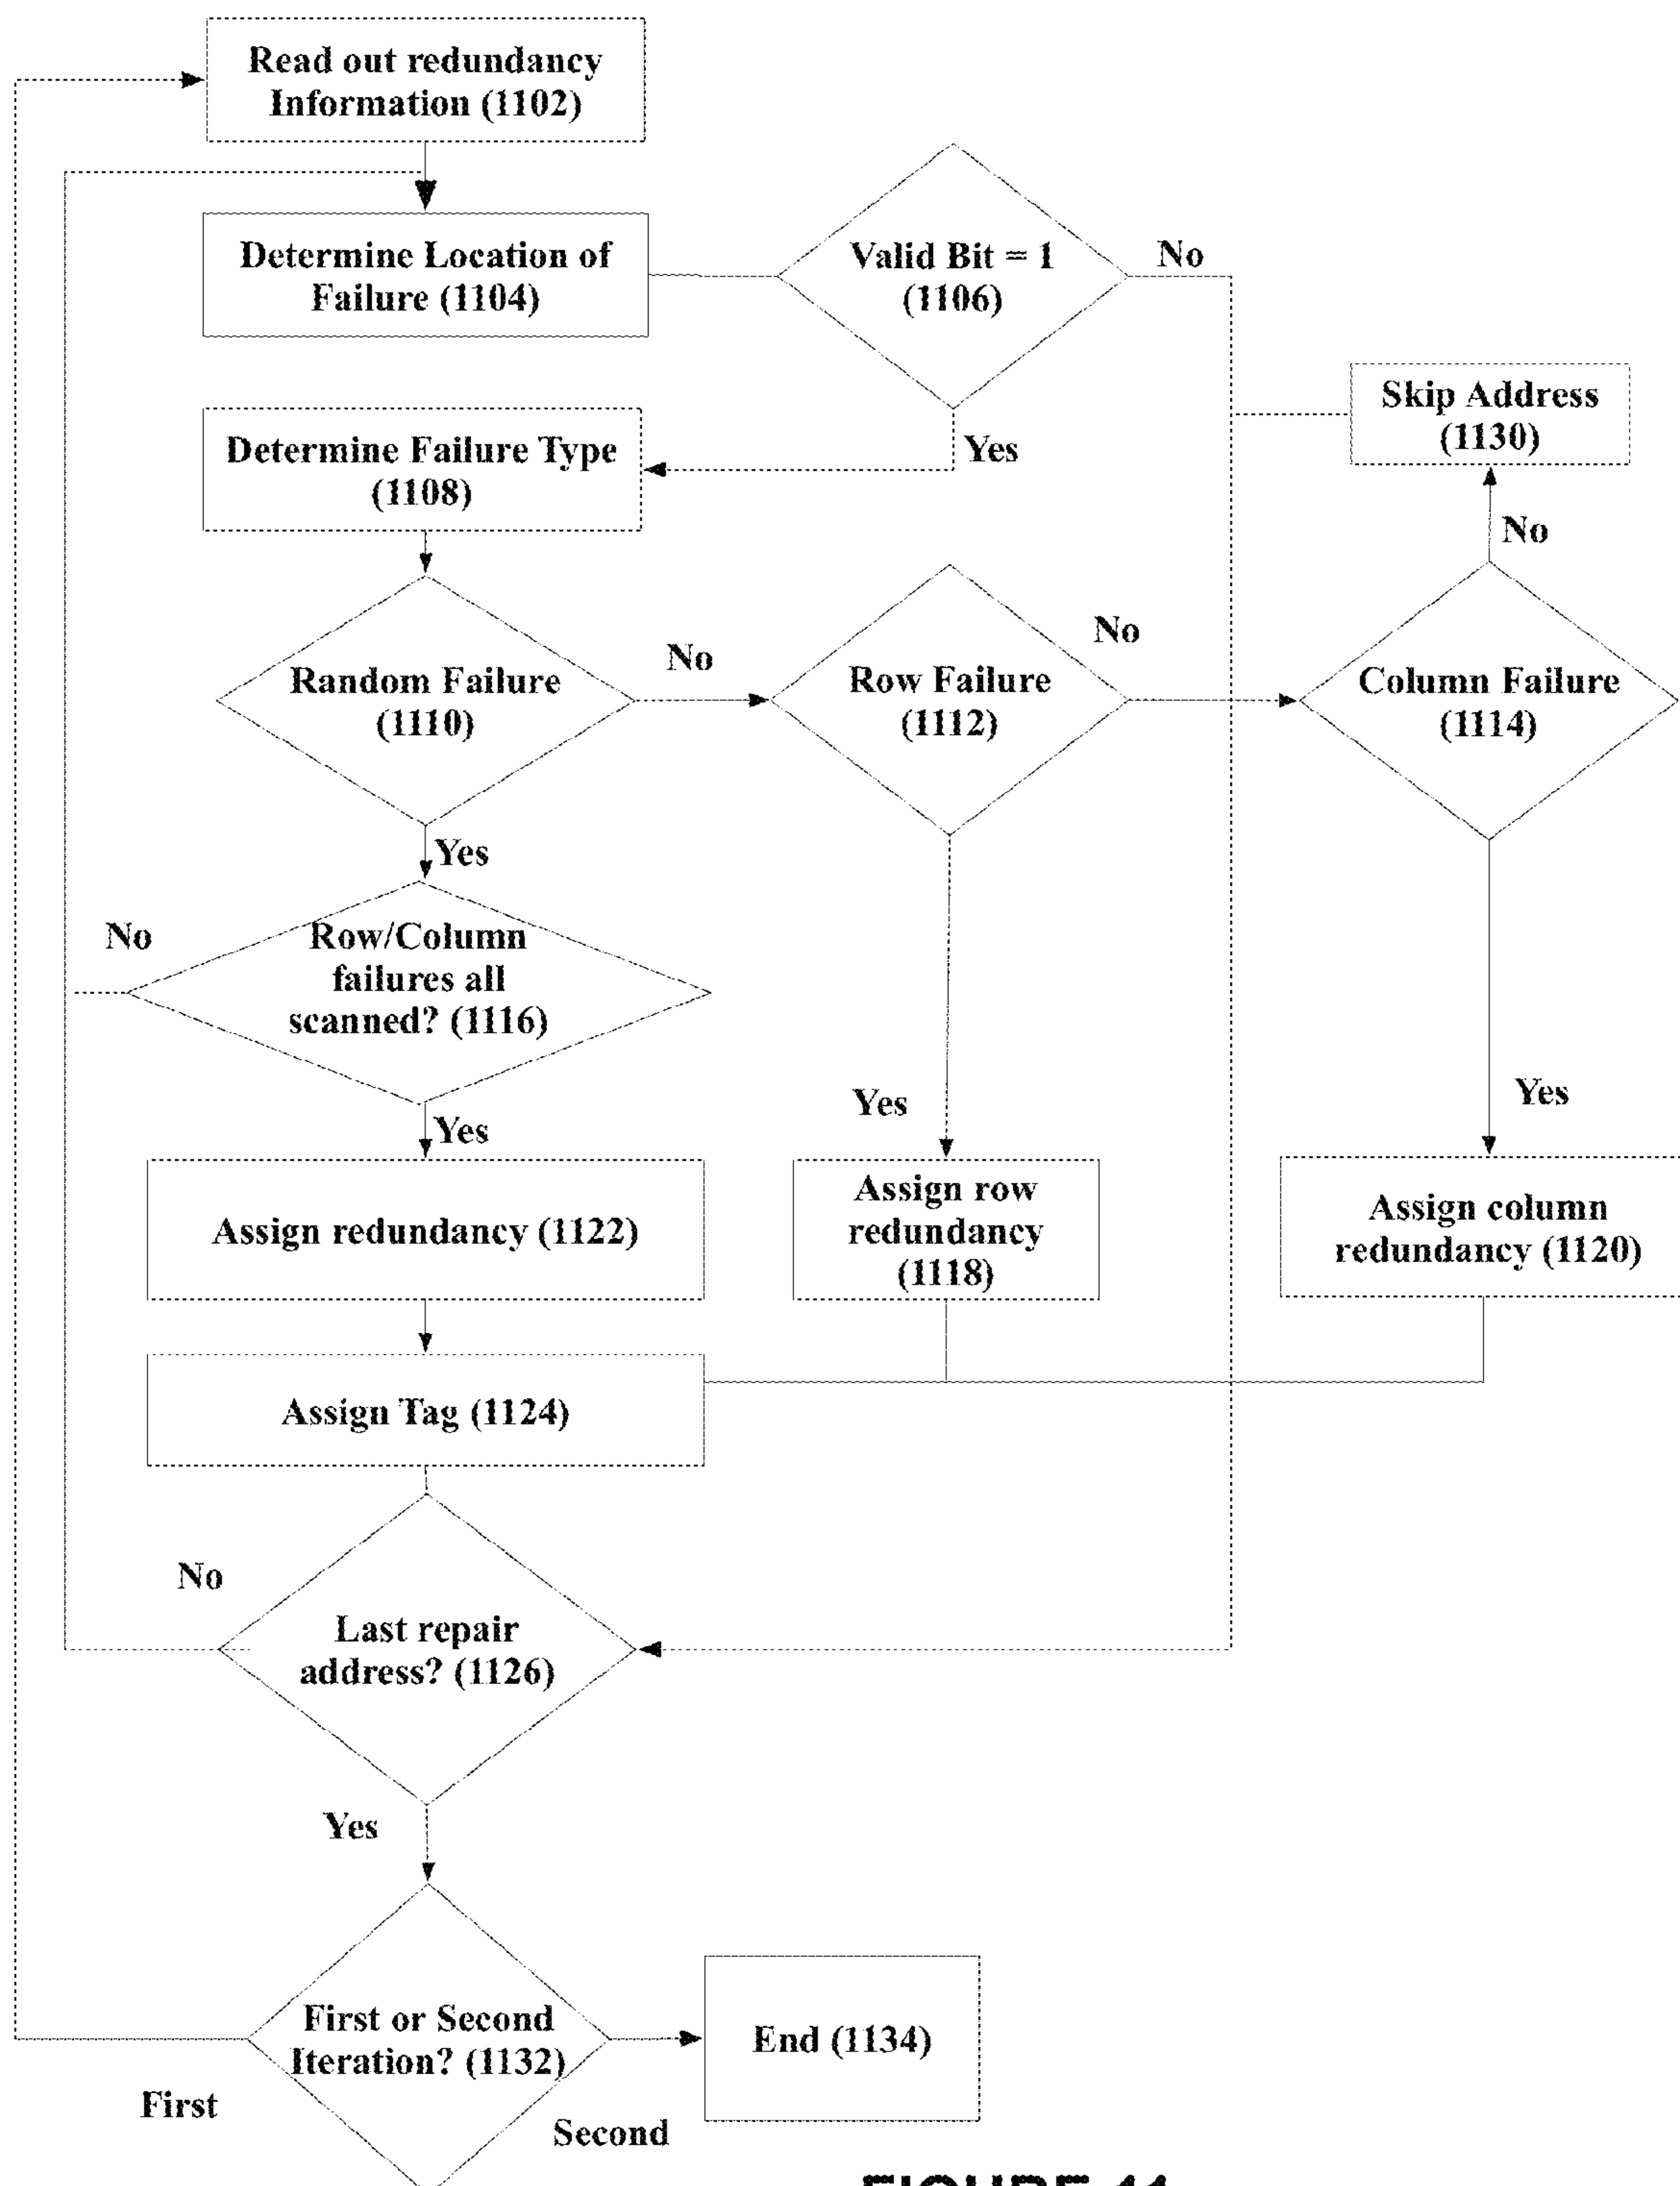 Read out redundancy
Information (1102)
Determine Location of
Failure (1104)
Valid Bit = 1
(1106)
No
Skip Address
(1130)
Determine Failure Type
(1108)
Yes
No
Random Failure
(1110)
No
Row Failure
(1112)
No
Column Failure
(1114)
Yes
No
Row/Column
failures all
scanned? (1116)
Yes
Yes
Yes
Assign redundancy (1122)
Assign row
redundancy
(1118)
Assign column
redundancy (1120)
Assign Tag (1124)
No
Last repair
address? (1126)
Yes
First or Second
Iteration? (1132)
End (1134)
First
Second
FIGURE 11